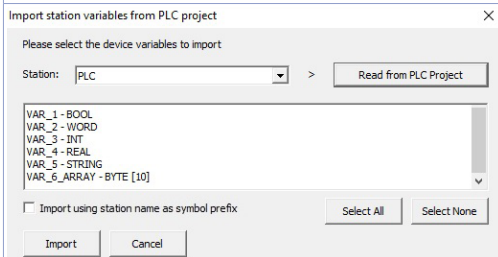 Import station variables from PLC project
Please select the device variables to import
Station: PLC > Read from PLC Project
VAR_1 - BOOL
VAR_2 - WORD
VAR_3 - INT
VAR_4 - REAL
VAR_5 - STRING
VAR_6_ARRAY - BYTE [10]
Import using station name as symbol prefix
Select All Select None
Import Cancel